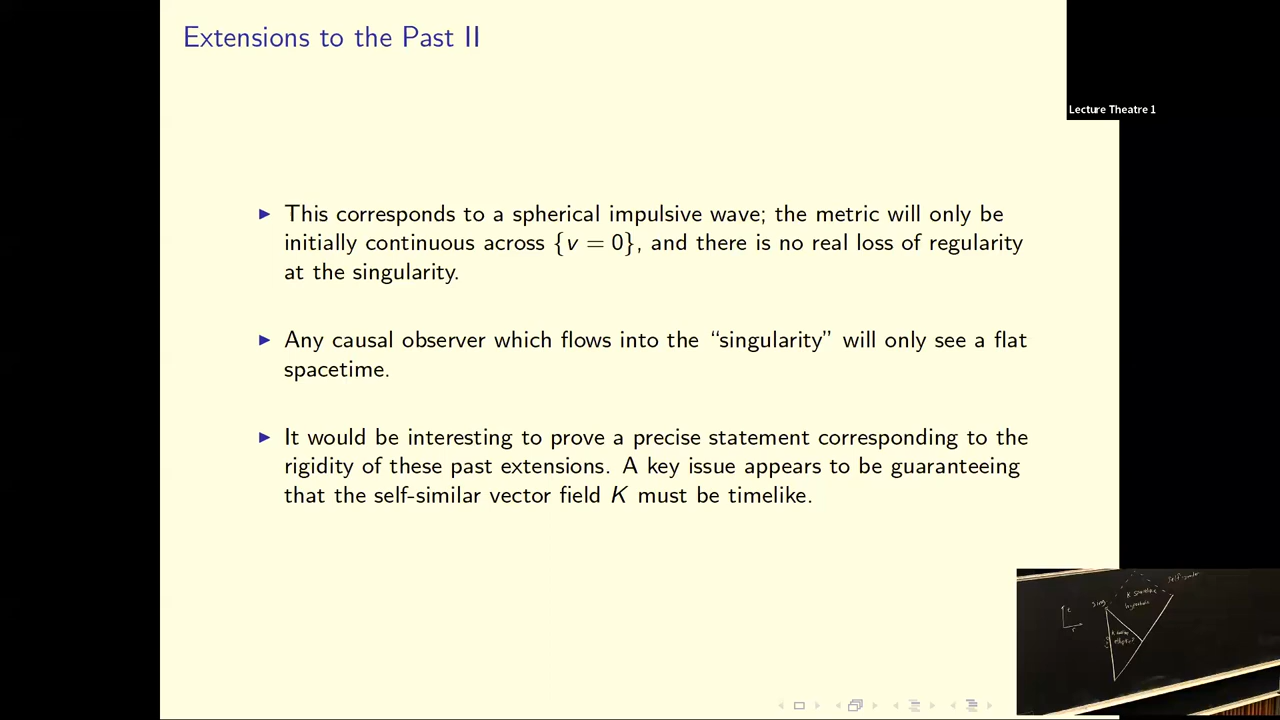 Extensions to the Past II
Lecture Theatre 1
▶ This corresponds to a spherical impulsive wave; the metric will only be
initially continuous across {v = 0}, and there is no real loss of regularity
at the singularity.
▶ Any causal observer which flows into the “singularity” will only see a flat
spacetime.
▶ It would be interesting to prove a precise statement corresponding to the
rigidity of these past extensions. A key issue appears to be guaranteeing
that the self-similar vector field K must be timelike.
Sing
K spacelike
hyperbolic
t
r